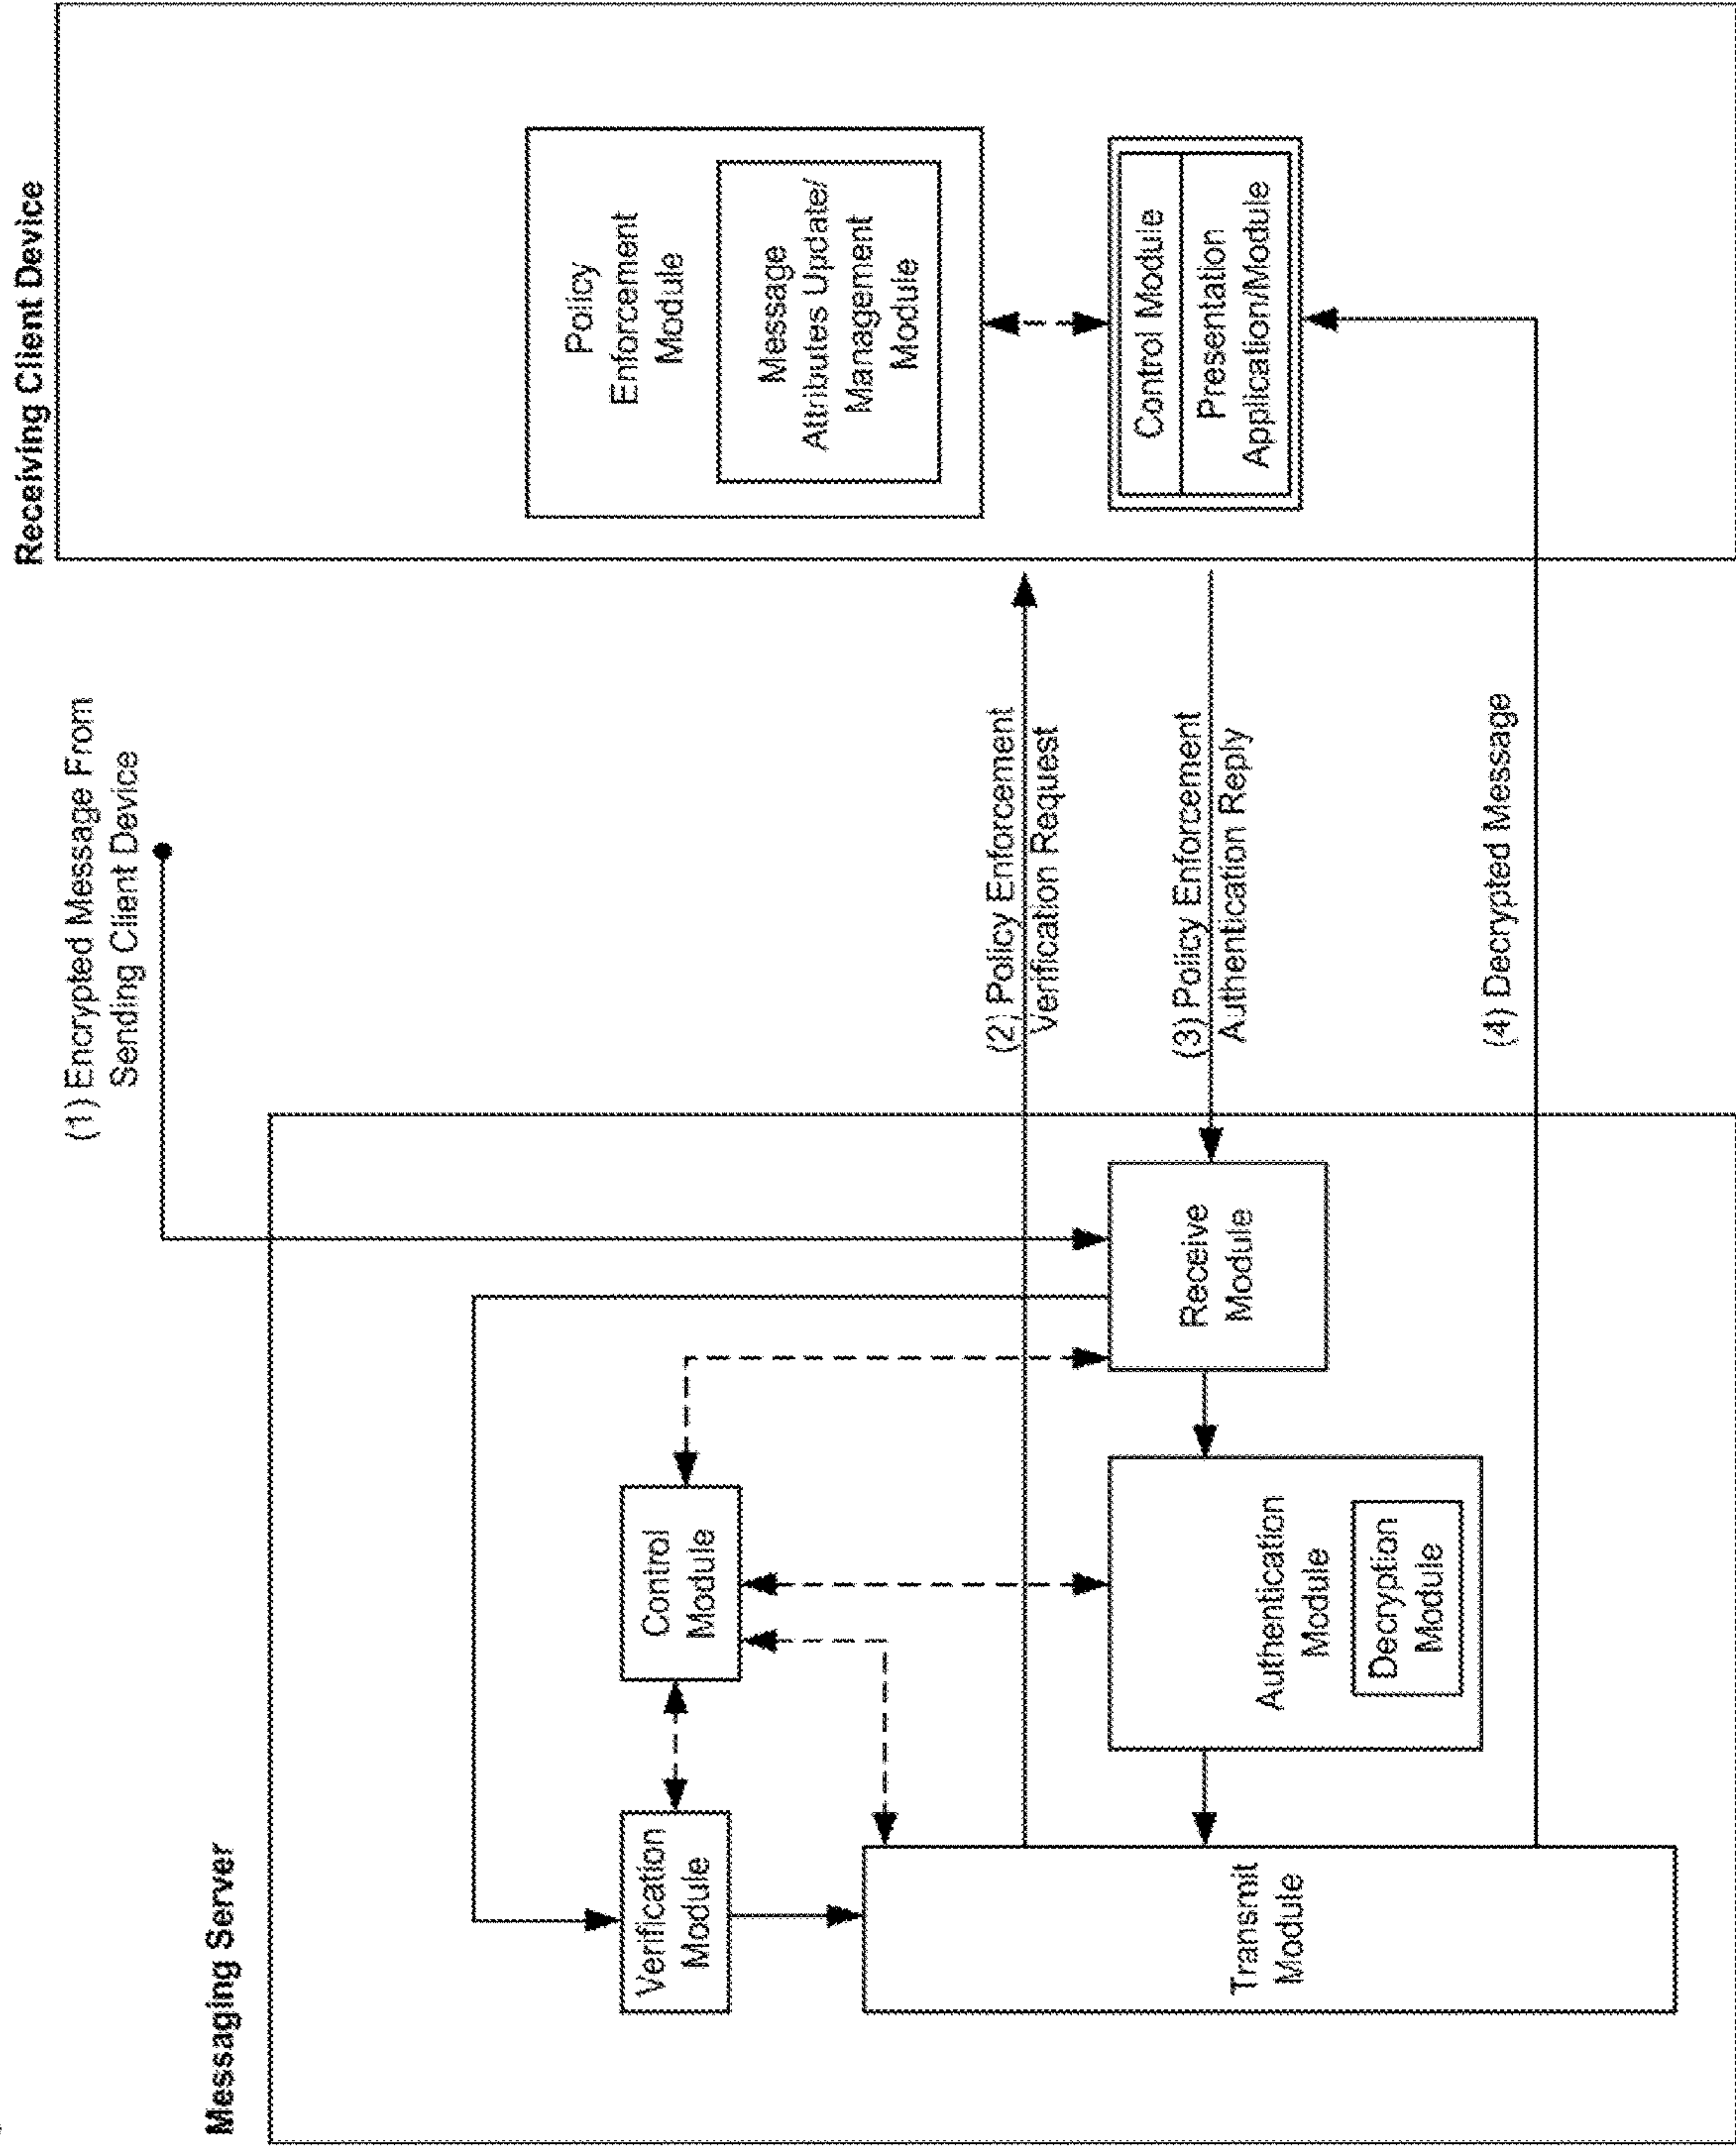 Messaging Server
Receiving Client Device
(1) Encrypted Message From
Sending Client Device
Verification
Module
Control
Module
Policy
Enforcement
Module
Message
Attributes Update/
Management
Module
(2) Policy Enforcement
Verification Request
Transmit
Module
Authentication
Module
Decryption
Module
Receive
Module
(3) Policy Enforcement
Authentication Reply
Control Module
Presentation
Application/Module
(4) Decrypted Message